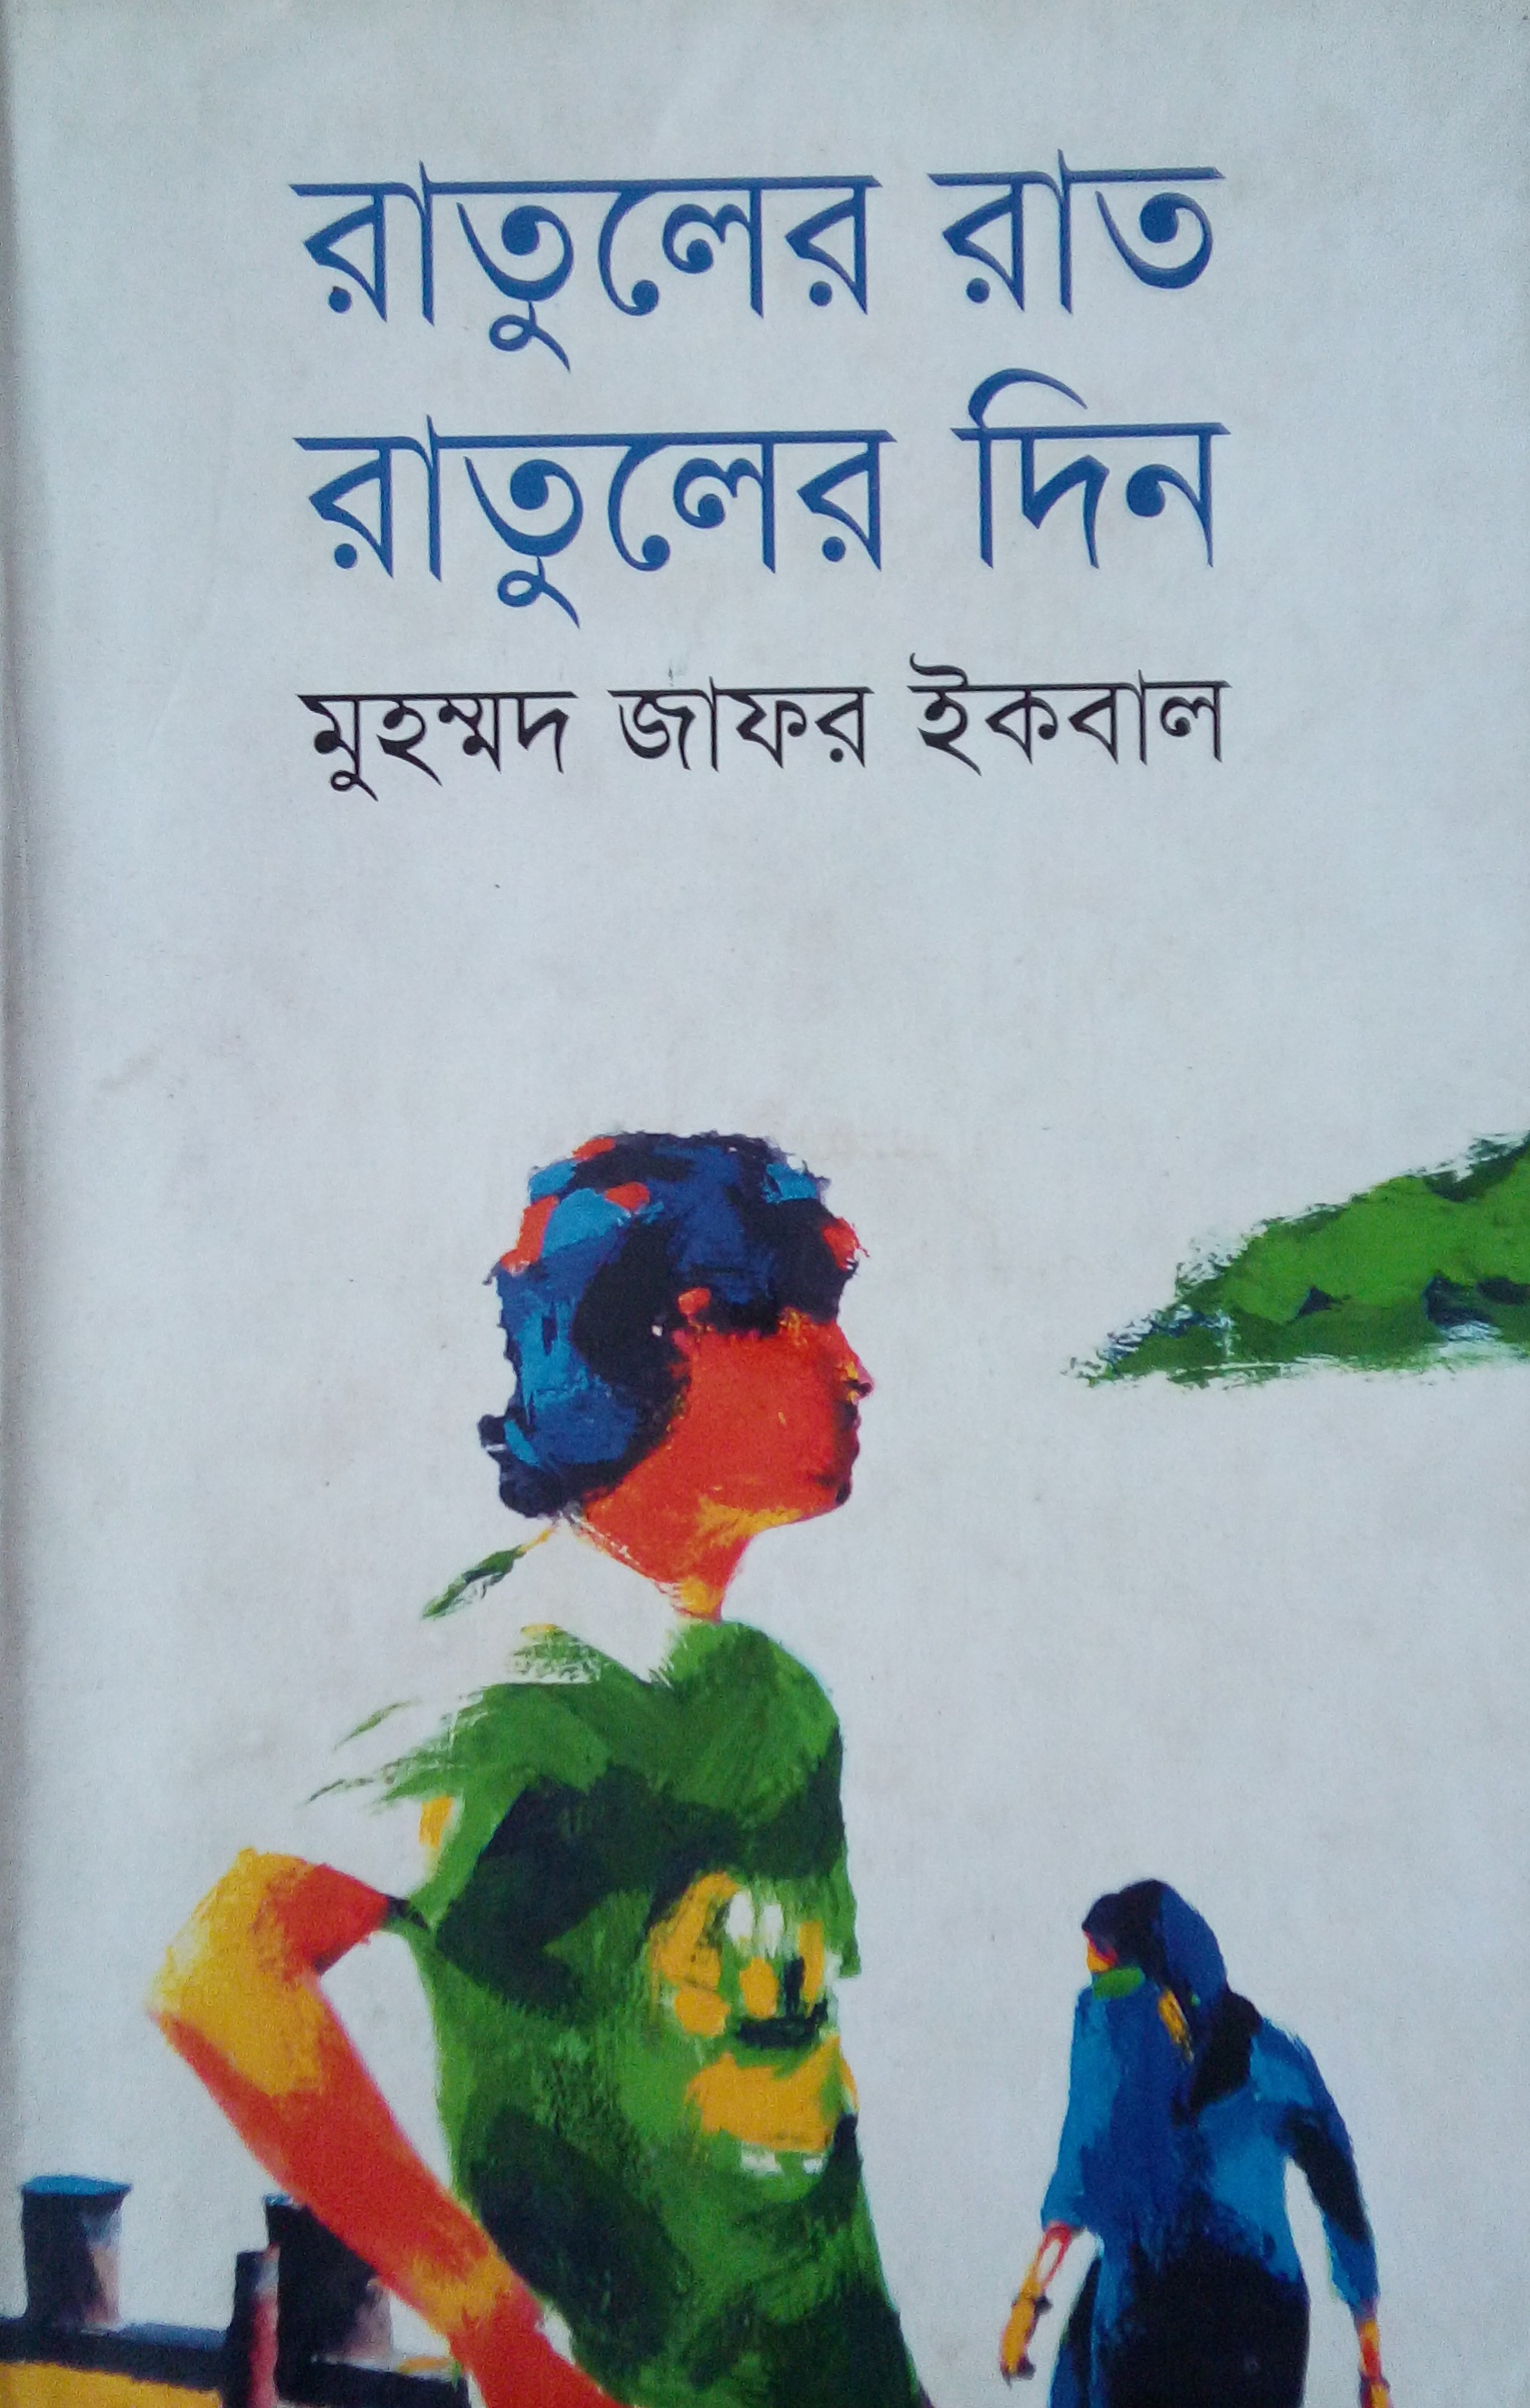 রাতুলের রাত
রাতুলের দিন
মুহম্মদ জাফর ইকবাল